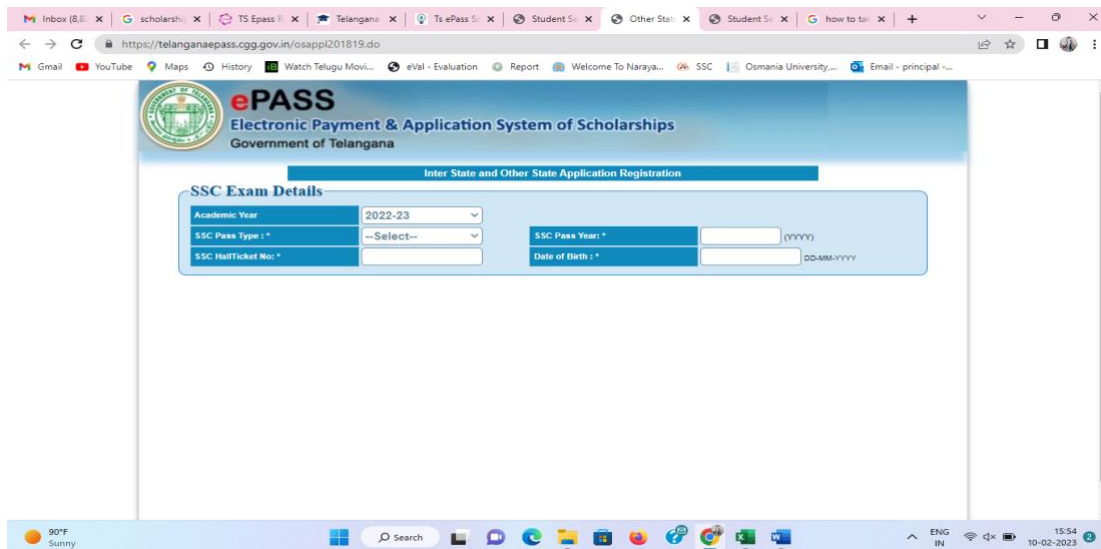 Inbox (8,8
scholarship
TS Epass R
Telangana
Ts ePass S
Student Se
Other Stat
Student Se
how to tak
https://telanganaepass.cgg.gov.in/osappl201819.do
Gmail YouTube Maps History Watch Telugu Movi... eVal - Evaluation Report Welcome To Naraya... SSC Osmania University,... Email - principal -...
ePASS
Electronic Payment & Application System of Scholarships
Government of Telangana
Inter State and Other State Application Registration
SSC Exam Details
Academic Year 2022-23
SSC Pass Type : * --Select-- SSC Pass Year: * (YYYY)
SSC HallTicket No: * Date of Birth : * DD-MM-YYYY
90°F
Sunny
Search
ENG
IN
15:54
10-02-2023
2